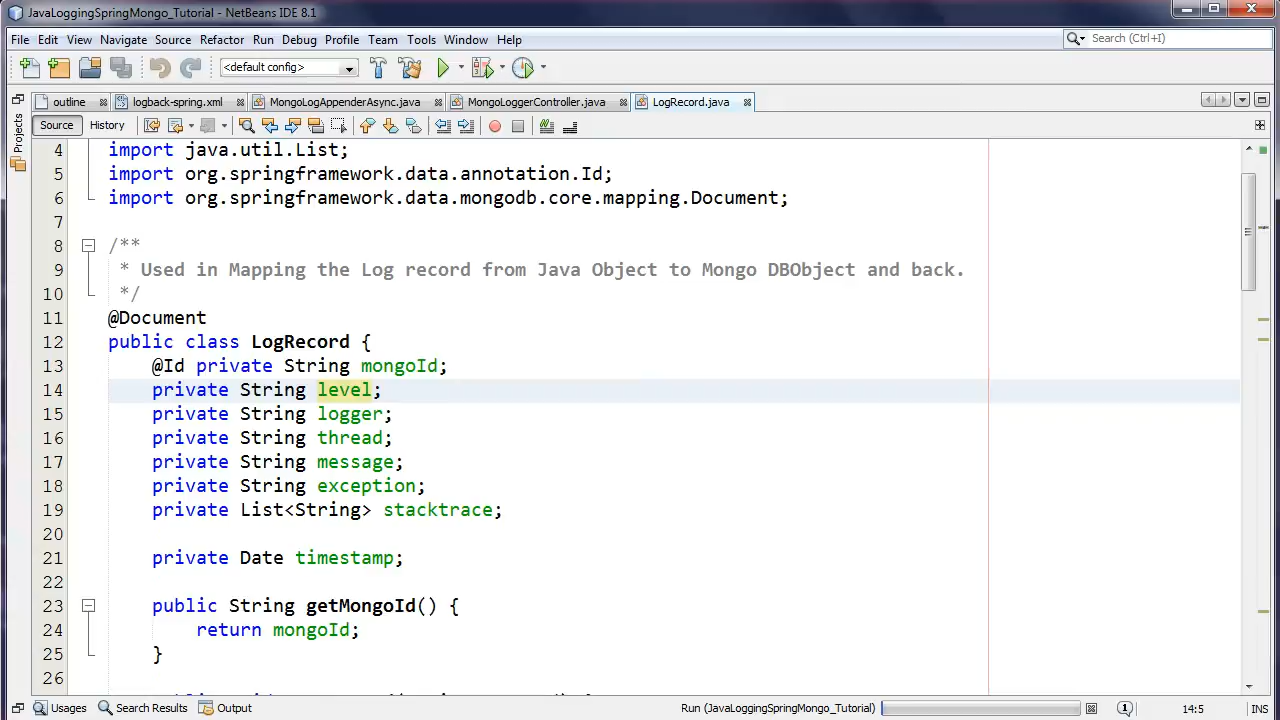 JavaLoggingSpringMongo_Tutorial - NetBeans IDE 8.1
File Edit View Navigate Source Refactor Run Debug Profile Team Tools Window Help
Search (Ctrl+I)
<default config>
outline logback-spring.xml MongoLogAppenderAsync.java MongoLoggerController.java LogRecord.java
Source History
Projects
4 import java.util.List;
5 import org.springframework.data.annotation.Id;
6 import org.springframework.data.mongodb.core.mapping.Document;
7
8 /**
9 * Used in Mapping the Log record from Java Object to Mongo DBObject and back.
10 */
11 @Document
12 public class LogRecord {
13 @Id private String mongoId;
14 private String level;
15 private String logger;
16 private String thread;
17 private String message;
18 private String exception;
19 private List<String> stacktrace;
20
21 private Date timestamp;
22
23 public String getMongoId() {
24 return mongoId;
25 }
26
Usages Search Results Output Run (JavaLoggingSpringMongo_Tutorial) 1 14:5 INS